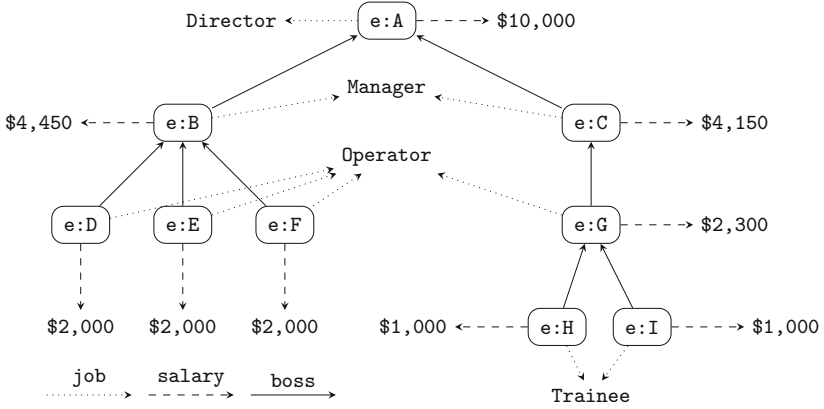 Director e:A $10,000
Manager
$4,450 e:B e:C $4,150
Operator
e:D e:E e:F e:G $2,300
$2,000 $2,000 $2,000 $1,000 e:H e:I $1,000
job salary boss
Trainee